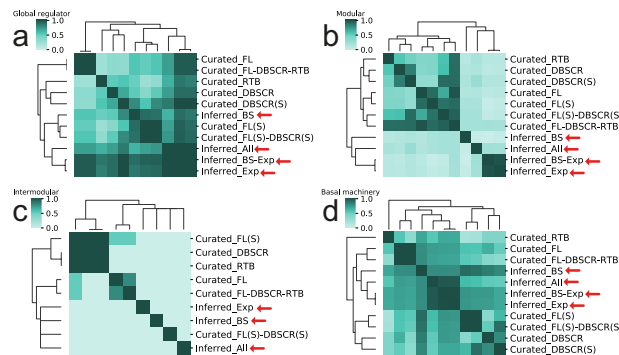 a
Global regulator
1.0
0.5
0.0
Curated_FL
Curated_FL-DBSCR-RTB
Curated_RTB
Curated_DBSCR
Curated_DBSCR(S)
Inferred_BS
Curated_FL(S)
Curated_FL(S)-DBSCR(S)
Inferred_All
Inferred_BS-Exp
Inferred_Exp
b
Modular
1.0
0.5
0.0
Curated_RTB
Curated_DBSCR
Curated_DBSCR(S)
Curated_FL
Curated_FL(S)
Curated_FL(S)-DBSCR(S)
Curated_FL-DBSCR-RTB
Inferred_BS
Inferred_All
Inferred_BS-Exp
Inferred_Exp
c
Intermodular
1.0
0.5
0.0
Curated_FL(S)
Curated_DBSCR
Curated_RTB
Curated_FL
Curated_FL-DBSCR-RTB
Inferred_Exp
Inferred_BS
Curated_FL(S)-DBSCR(S)
Inferred_All
d
Basal machinery
1.0
0.5
0.0
Curated_RTB
Curated_FL
Curated_FL-DBSCR-RTB
Inferred_BS
Inferred_All
Inferred_BS-Exp
Inferred_Exp
Curated_FL(S)
Curated_FL(S)-DBSCR(S)
Curated_DBSCR
Curated_DBSCR(S)